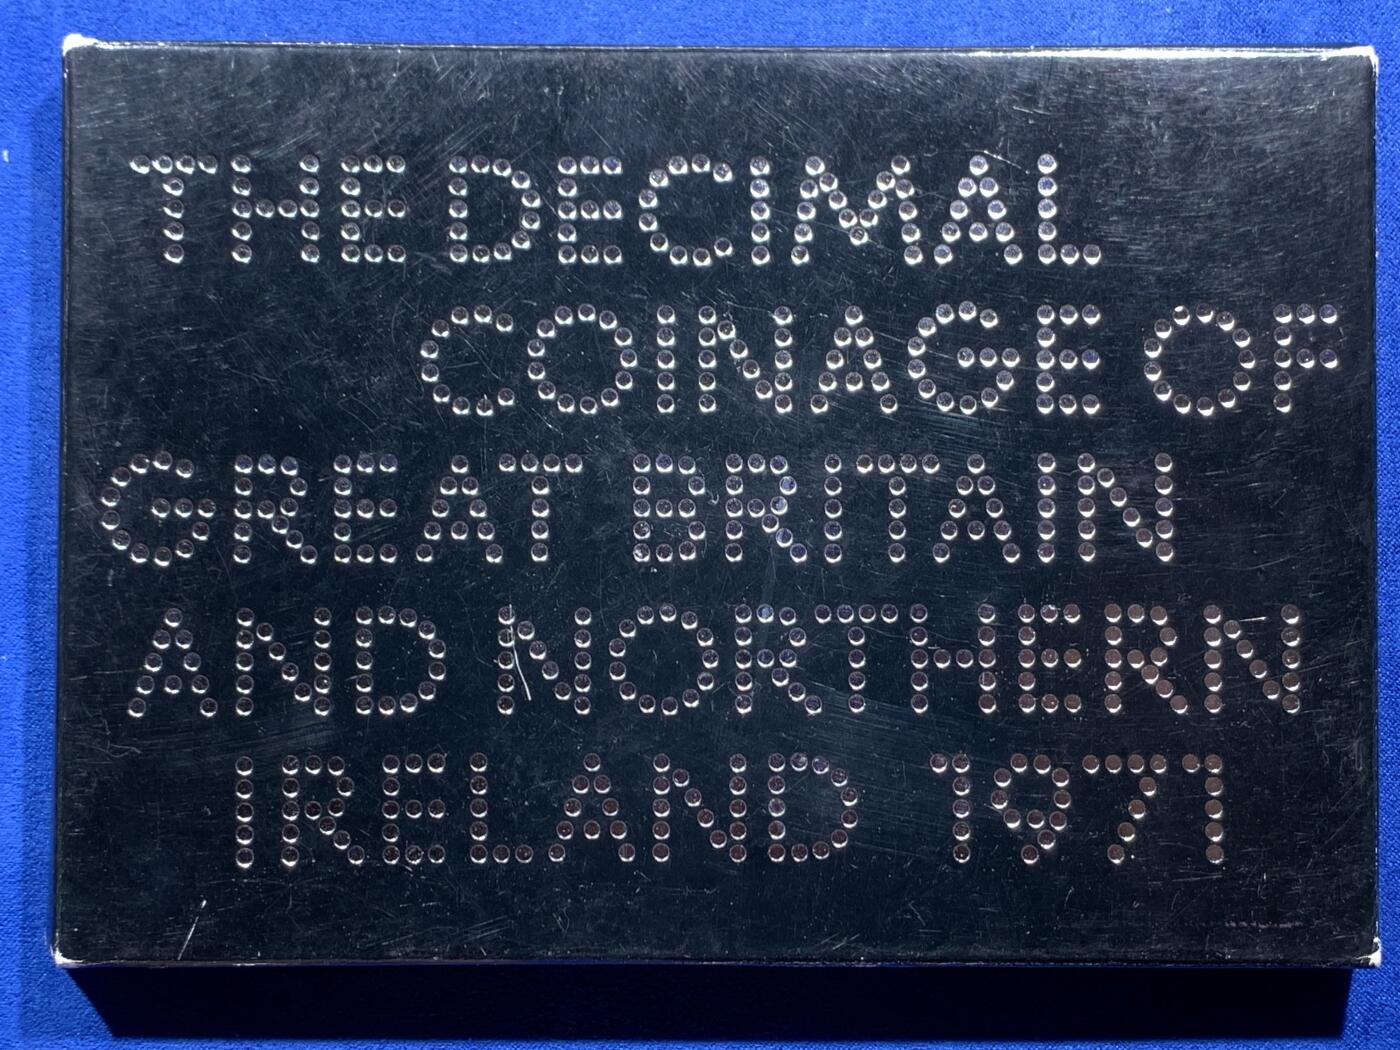 THE DECIMAL
COINAGE OF
GREAT BRITAIN
AND NORTHERN
IRELAND 1971